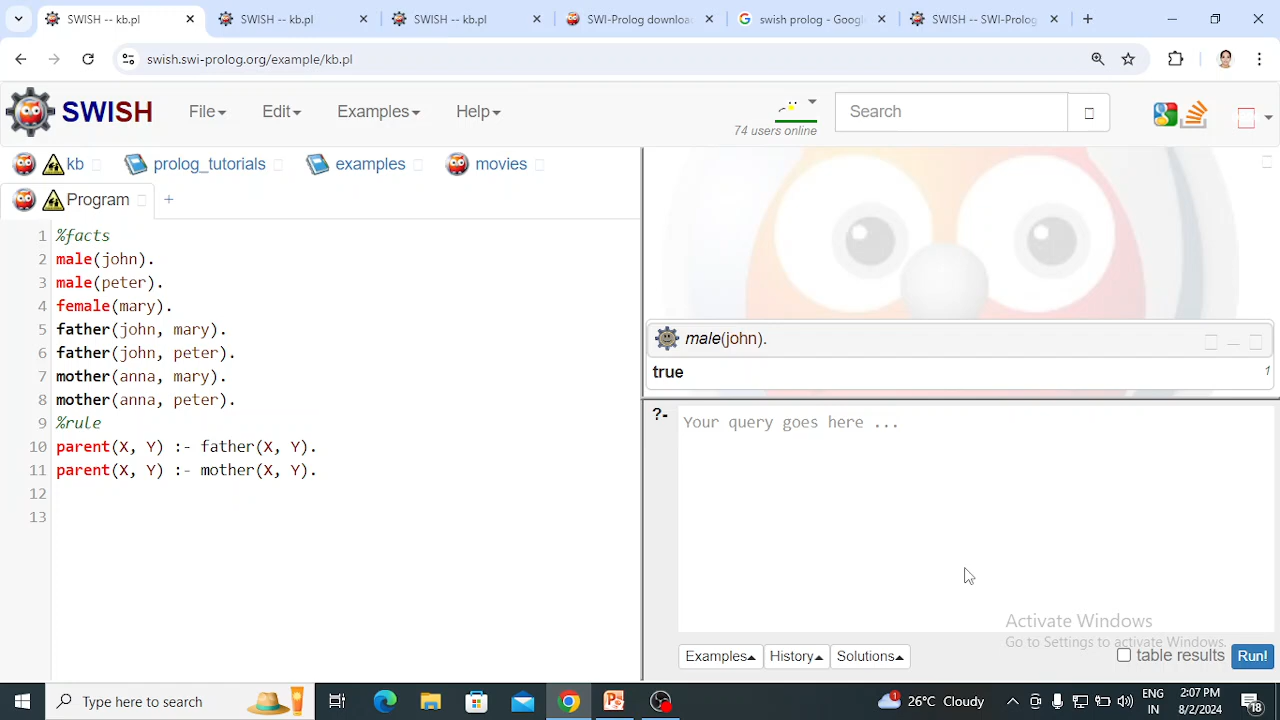 SWISH -- kb.pl
SWISH -- kb.pl
SWISH -- kb.pl
SWI-Prolog downloa
swish prolog - Google
SWISH -- SWI-Prolog
swish.swi-prolog.org/example/kb.pl
SWISH
File
Edit
Examples
Help
74 users online
Search
kb
prolog_tutorials
examples
movies
Program
+
1 %facts
2 male(john).
3 male(peter).
4 female(mary).
5 father(john, mary).
6 father(john, peter).
7 mother(anna, mary).
8 mother(anna, peter).
9 %rule
10 parent(X, Y) :- father(X, Y).
11 parent(X, Y) :- mother(X, Y).
12
13
male(john).
true
1
?-
Your query goes here ...
Activate Windows
Go to Settings to activate Windows.
Examples
History
Solutions
table results
Run!
Type here to search
1
26°C Cloudy
ENG
IN
2:07 PM
8/2/2024
18